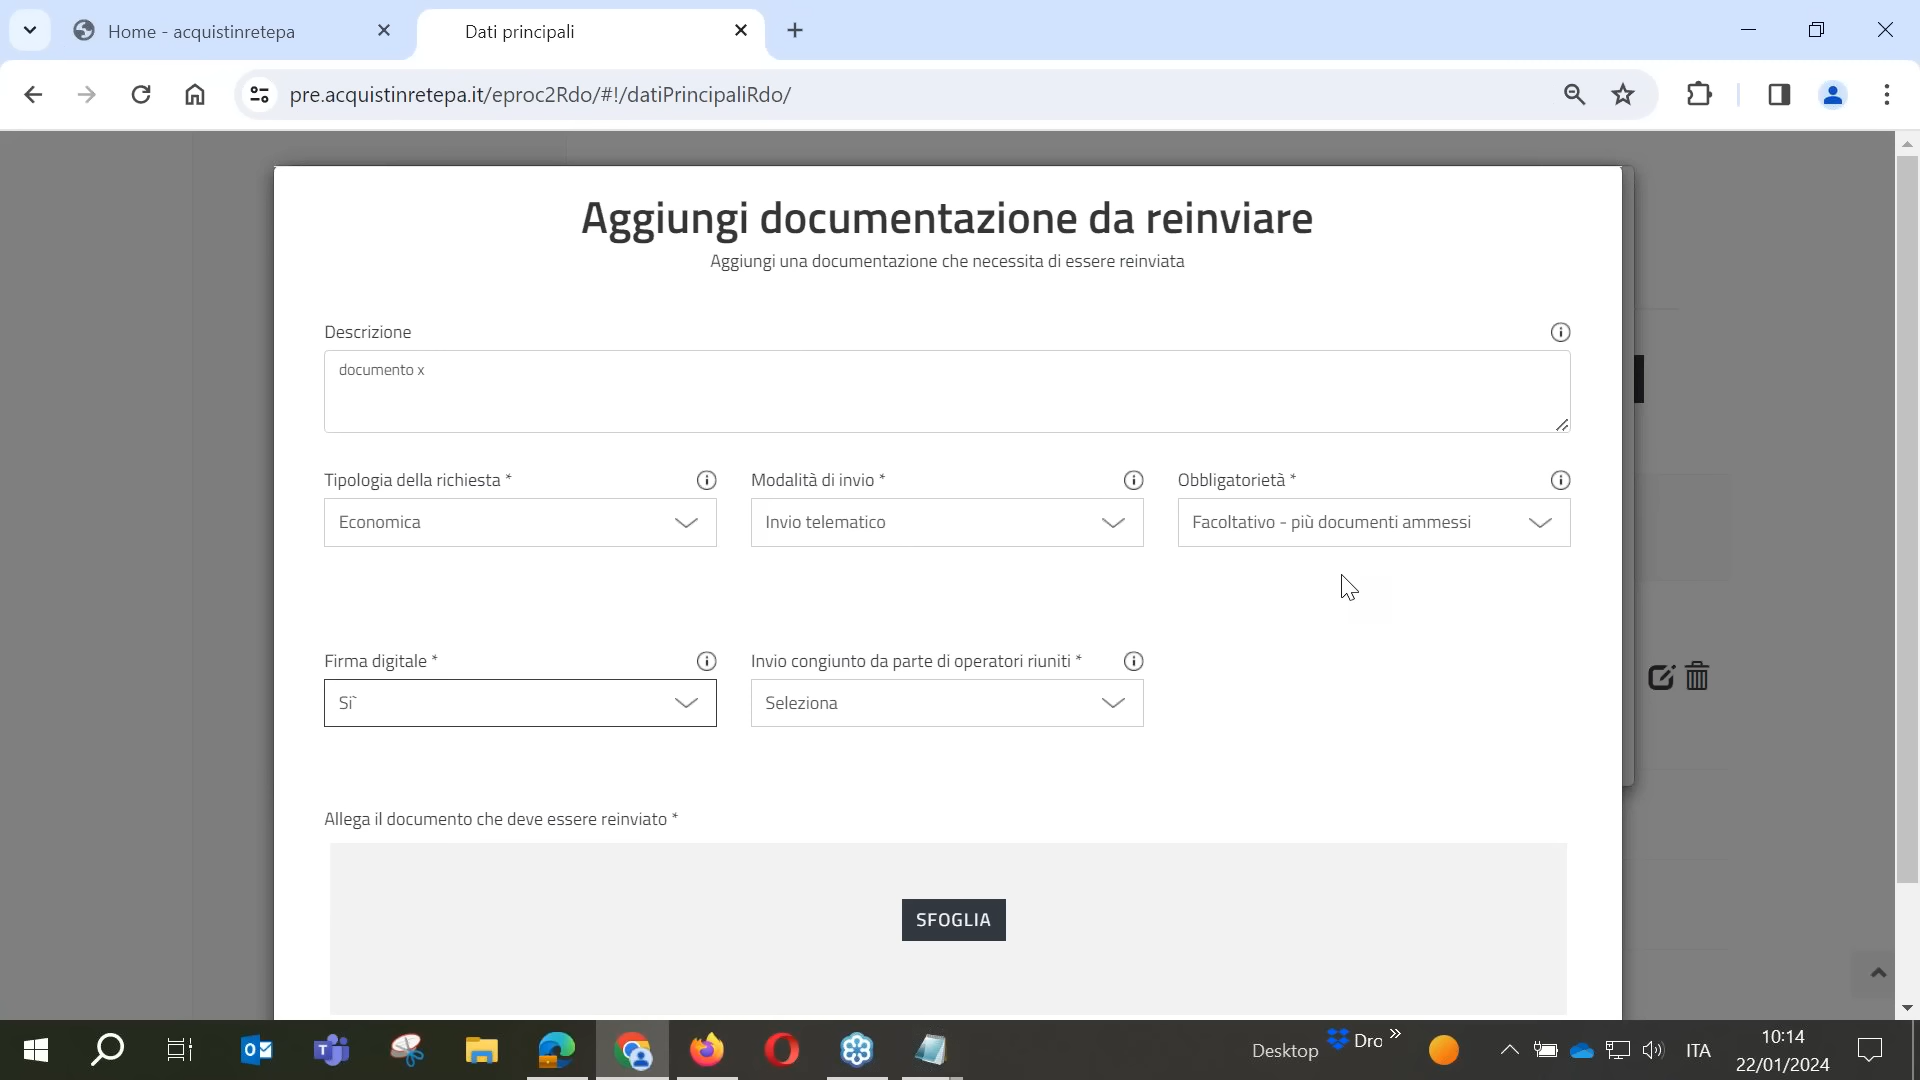 Home - acquistinretepa
Dati principali
pre.acquistinretepa.it/eproc2Rdo/#!/datiPrincipaliRdo/
Aggiungi documentazione da reinviare
Aggiungi una documentazione che necessita di essere reinviata
Descrizione
documento x
Tipologia della richiesta *
Modalità di invio *
Obbligatorietà *
Economica
Invio telematico
Facoltativo - più documenti ammessi
Firma digitale *
Invio congiunto da parte di operatori riuniti *
Si`
Seleziona
Allega il documento che deve essere reinviato *
SFOGLIA
Desktop
Dro
ITA
10:14
22/01/2024